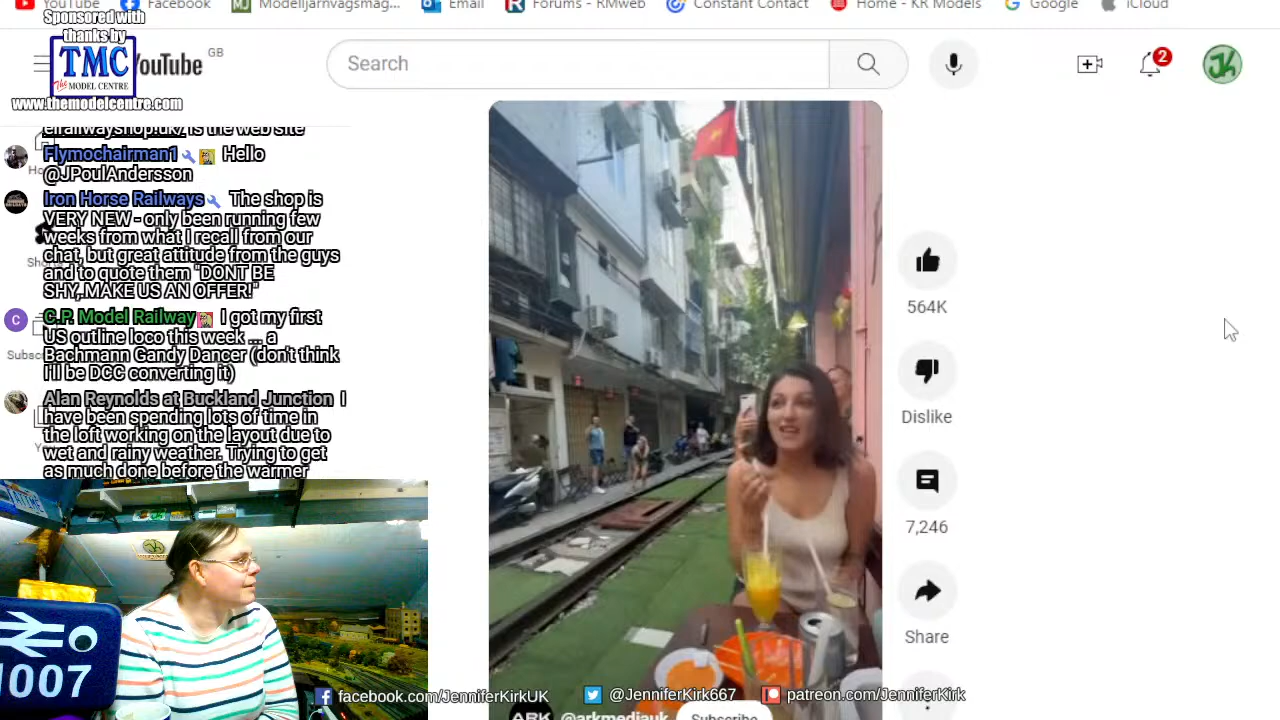 YouTube
Facebook
Modelljärnvägsmag...
Email
Forums - RMweb
Constant Contact
Home - KR Models
Google
iCloud
Sponsored with
thanks by
TMC
The MODEL CENTRE
www.themodelcentre.com
YouTube GB
Search
2
JK
is the web site
Flymochairman1 Hello
@JPoulAndersson
Iron Horse Railways The shop is
VERY NEW - only been running few
weeks from what I recall from our
chat, but great attitude from the guys
and to quote them "DONT BE
SHY,.MAKE US AN OFFER!"
C C.P. Model Railway I got my first
US outline loco this week ... a
Bachmann Gandy Dancer (don't think
i'll be DCC converting it)
Alan Reynolds at Buckland Junction I
have been spending lots of time in
the loft working on the layout due to
wet and rainy weather. Trying to get
as much done before the warmer
564K
Dislike
7,246
Share
ARK @arkmediauk Subscribe
1007
facebook.com/JenniferKirkUK
@JenniferKirk667
patreon.com/JenniferKirk